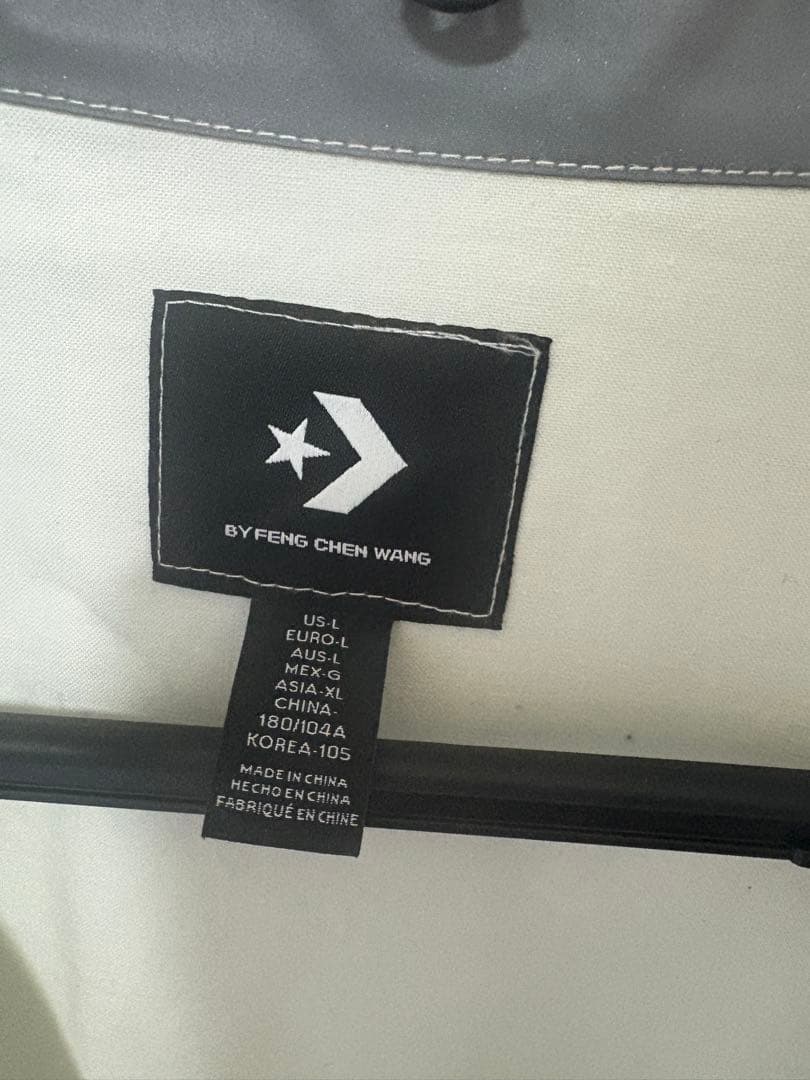 BY FENG CHEN WANG
US-L
EURO-L
AUS-L
MEX-G
ASIA-XL
CHINA-
180/104A
KOREA-105
MADE IN CHINA
HECHO EN CHINA
FABRIQUÉ EN CHINE